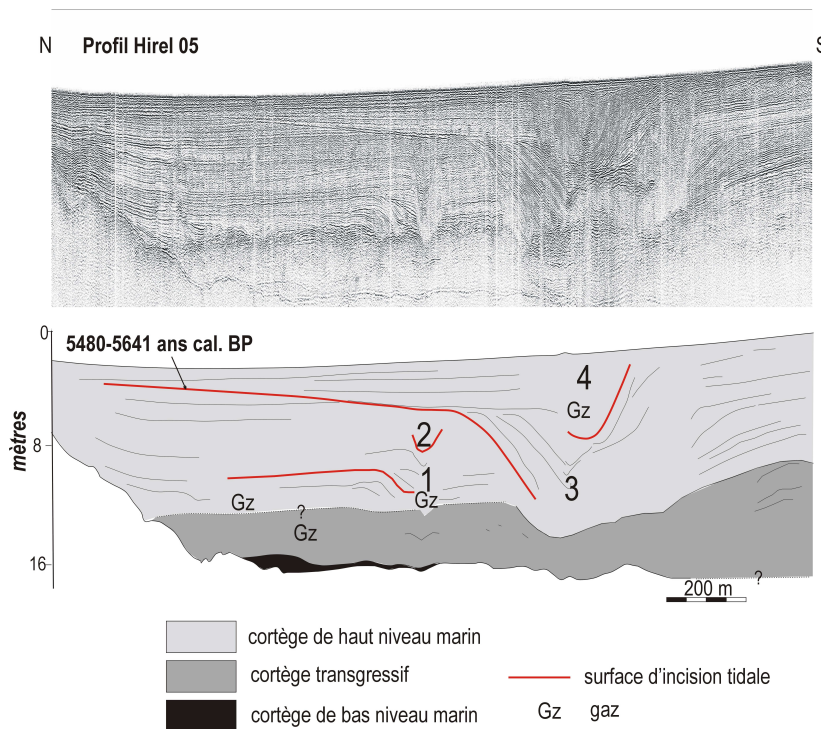 N Profil Hirel 05 S
0
5480-5641 ans cal. BP
4
Gz
mètres
8
2
1
3
Gz Gz
?
Gz
16
?
200 m
cortège de haut niveau marin
cortège transgressif
surface d'incision tidale
cortège de bas niveau marin
Gz gaz